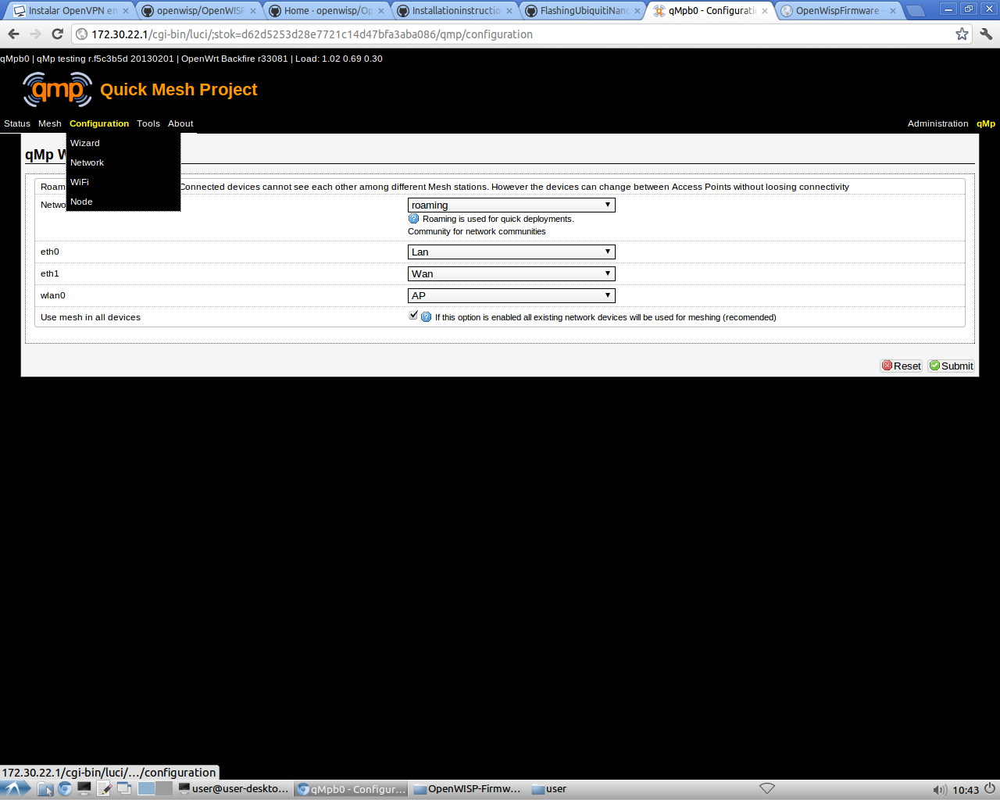 Instalar OpenVPN en
openwisp/OpenWISP
Home · openwisp/Op
Installationinstructio
FlashingUbiquitiNano
qMpb0 - Configurati
OpenWispFirmware -
172.30.22.1/cgi-bin/luci/;stok=d62d5253d28e7721c14d47bfa3aba086/qmp/configuration
qMpb0 | qMp testing r.f5c3b5d 20130201 | OpenWrt Backfire r33081 | Load: 1.02 0.69 0.30
qmp Quick Mesh Project
Status Mesh Configuration Tools About Administration qMp
Wizard
qMp W
Network
WiFi
Roam Connected devices cannot see each other among different Mesh stations. However the devices can change between Access Points without loosing connectivity
Node
Netwo roaming
Roaming is used for quick deployments.
Community for network communities
eth0 Lan
eth1 Wan
wlan0 AP
Use mesh in all devices If this option is enabled all existing network devices will be used for meshing (recomended)
Reset Submit
172.30.22.1/cgi-bin/luci/.../configuration
user@user-deskto... qMpb0 - Configur... OpenWISP-Firmw... user 10:43